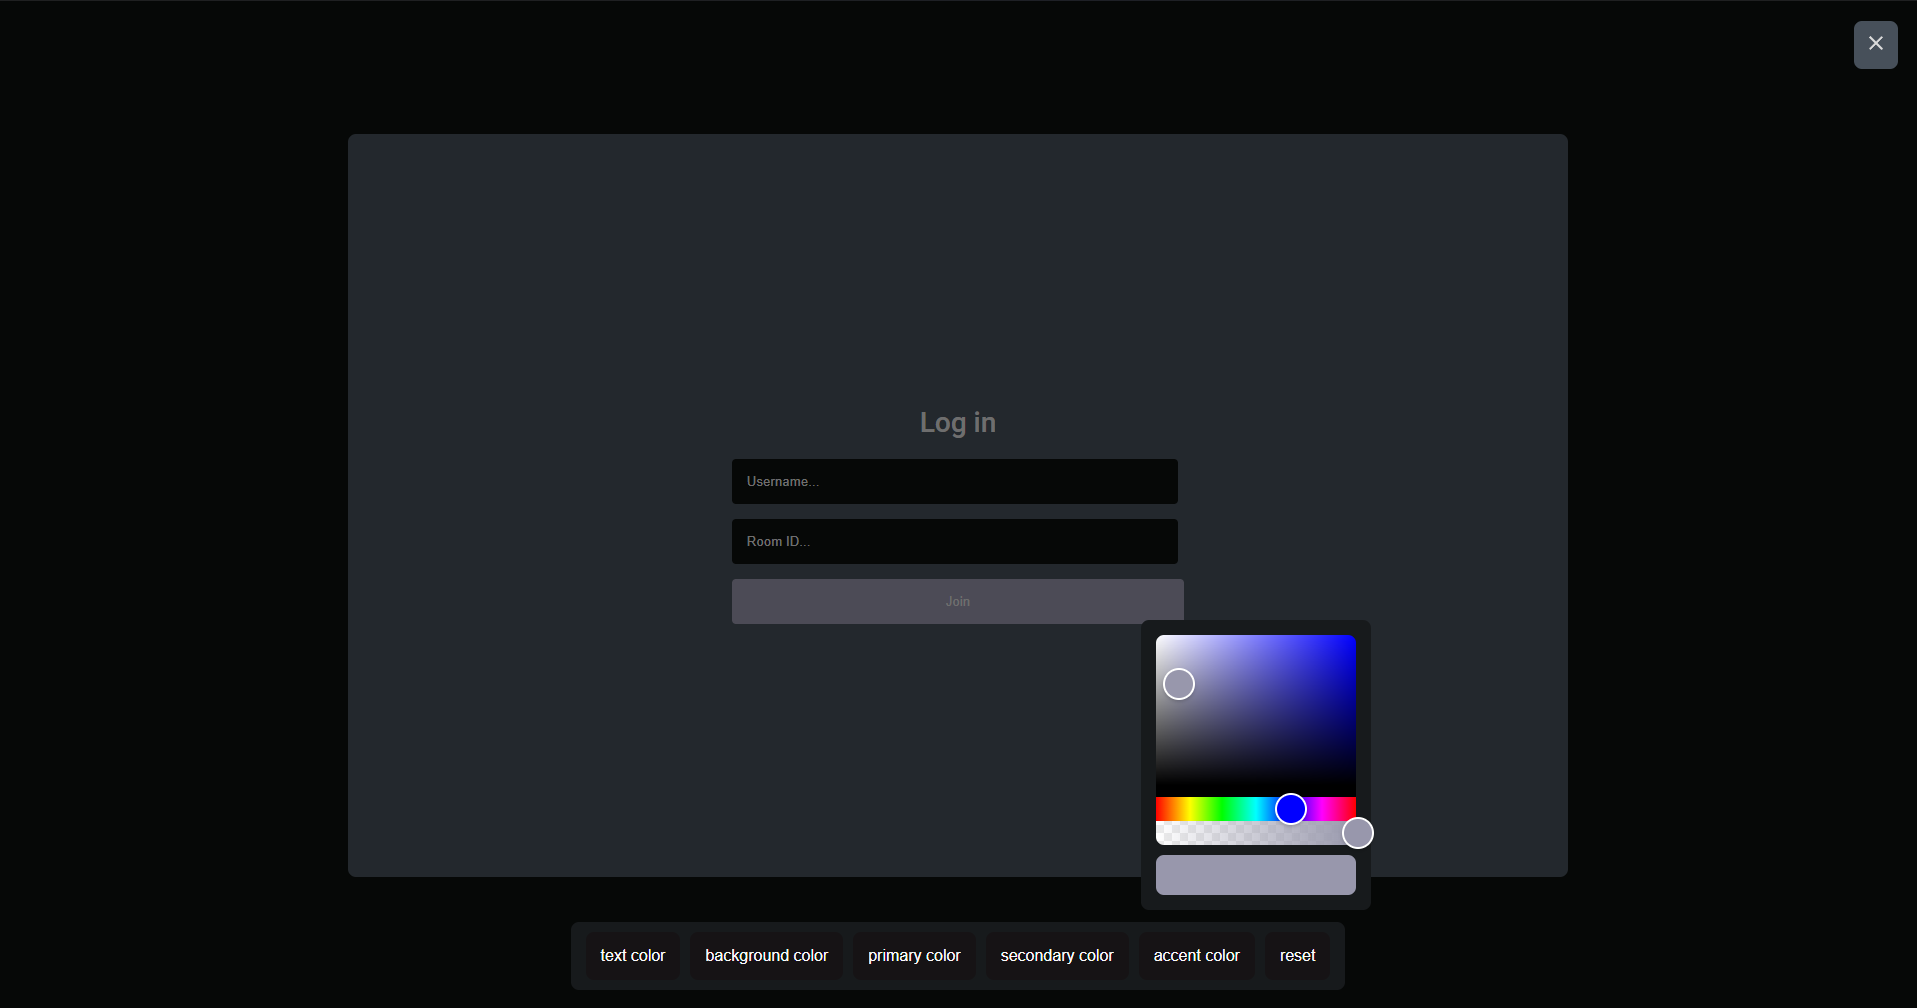 Log in
Username...
Room ID...
Join
text color
background color
primary color
secondary color
accent color
reset